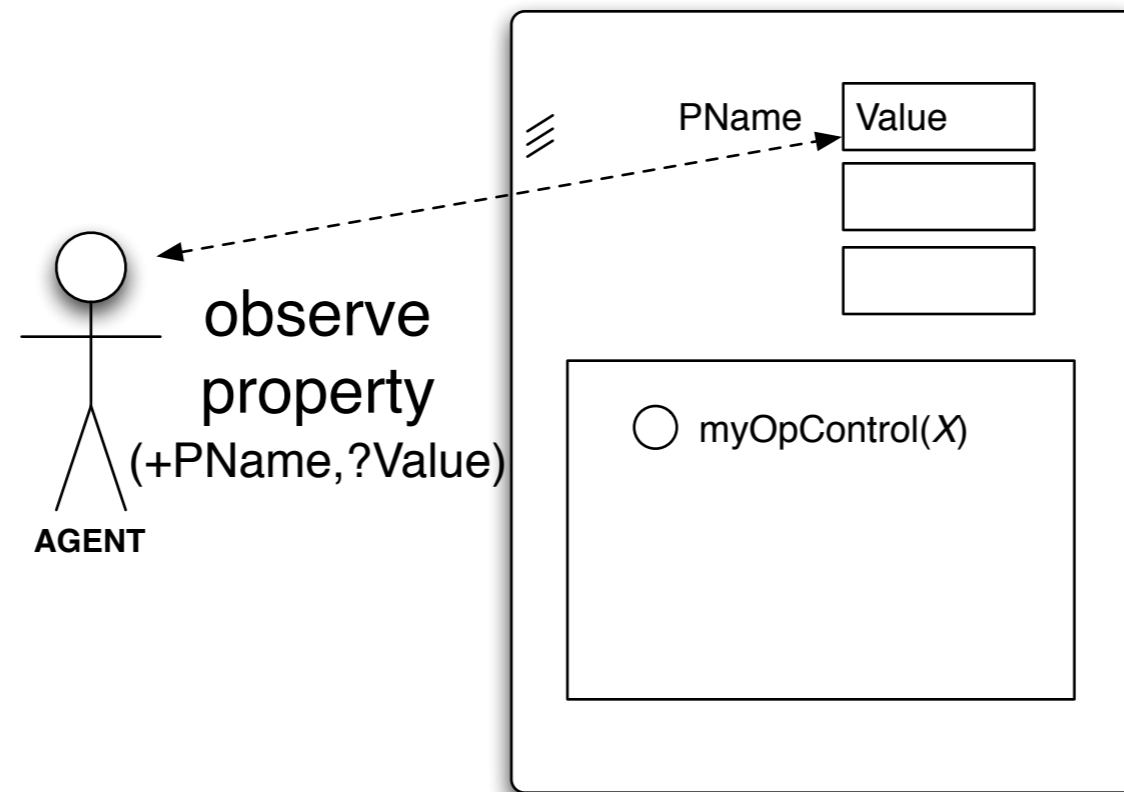 PName Value
observe
property
(+PName,?Value)
myOpControl(X)
AGENT